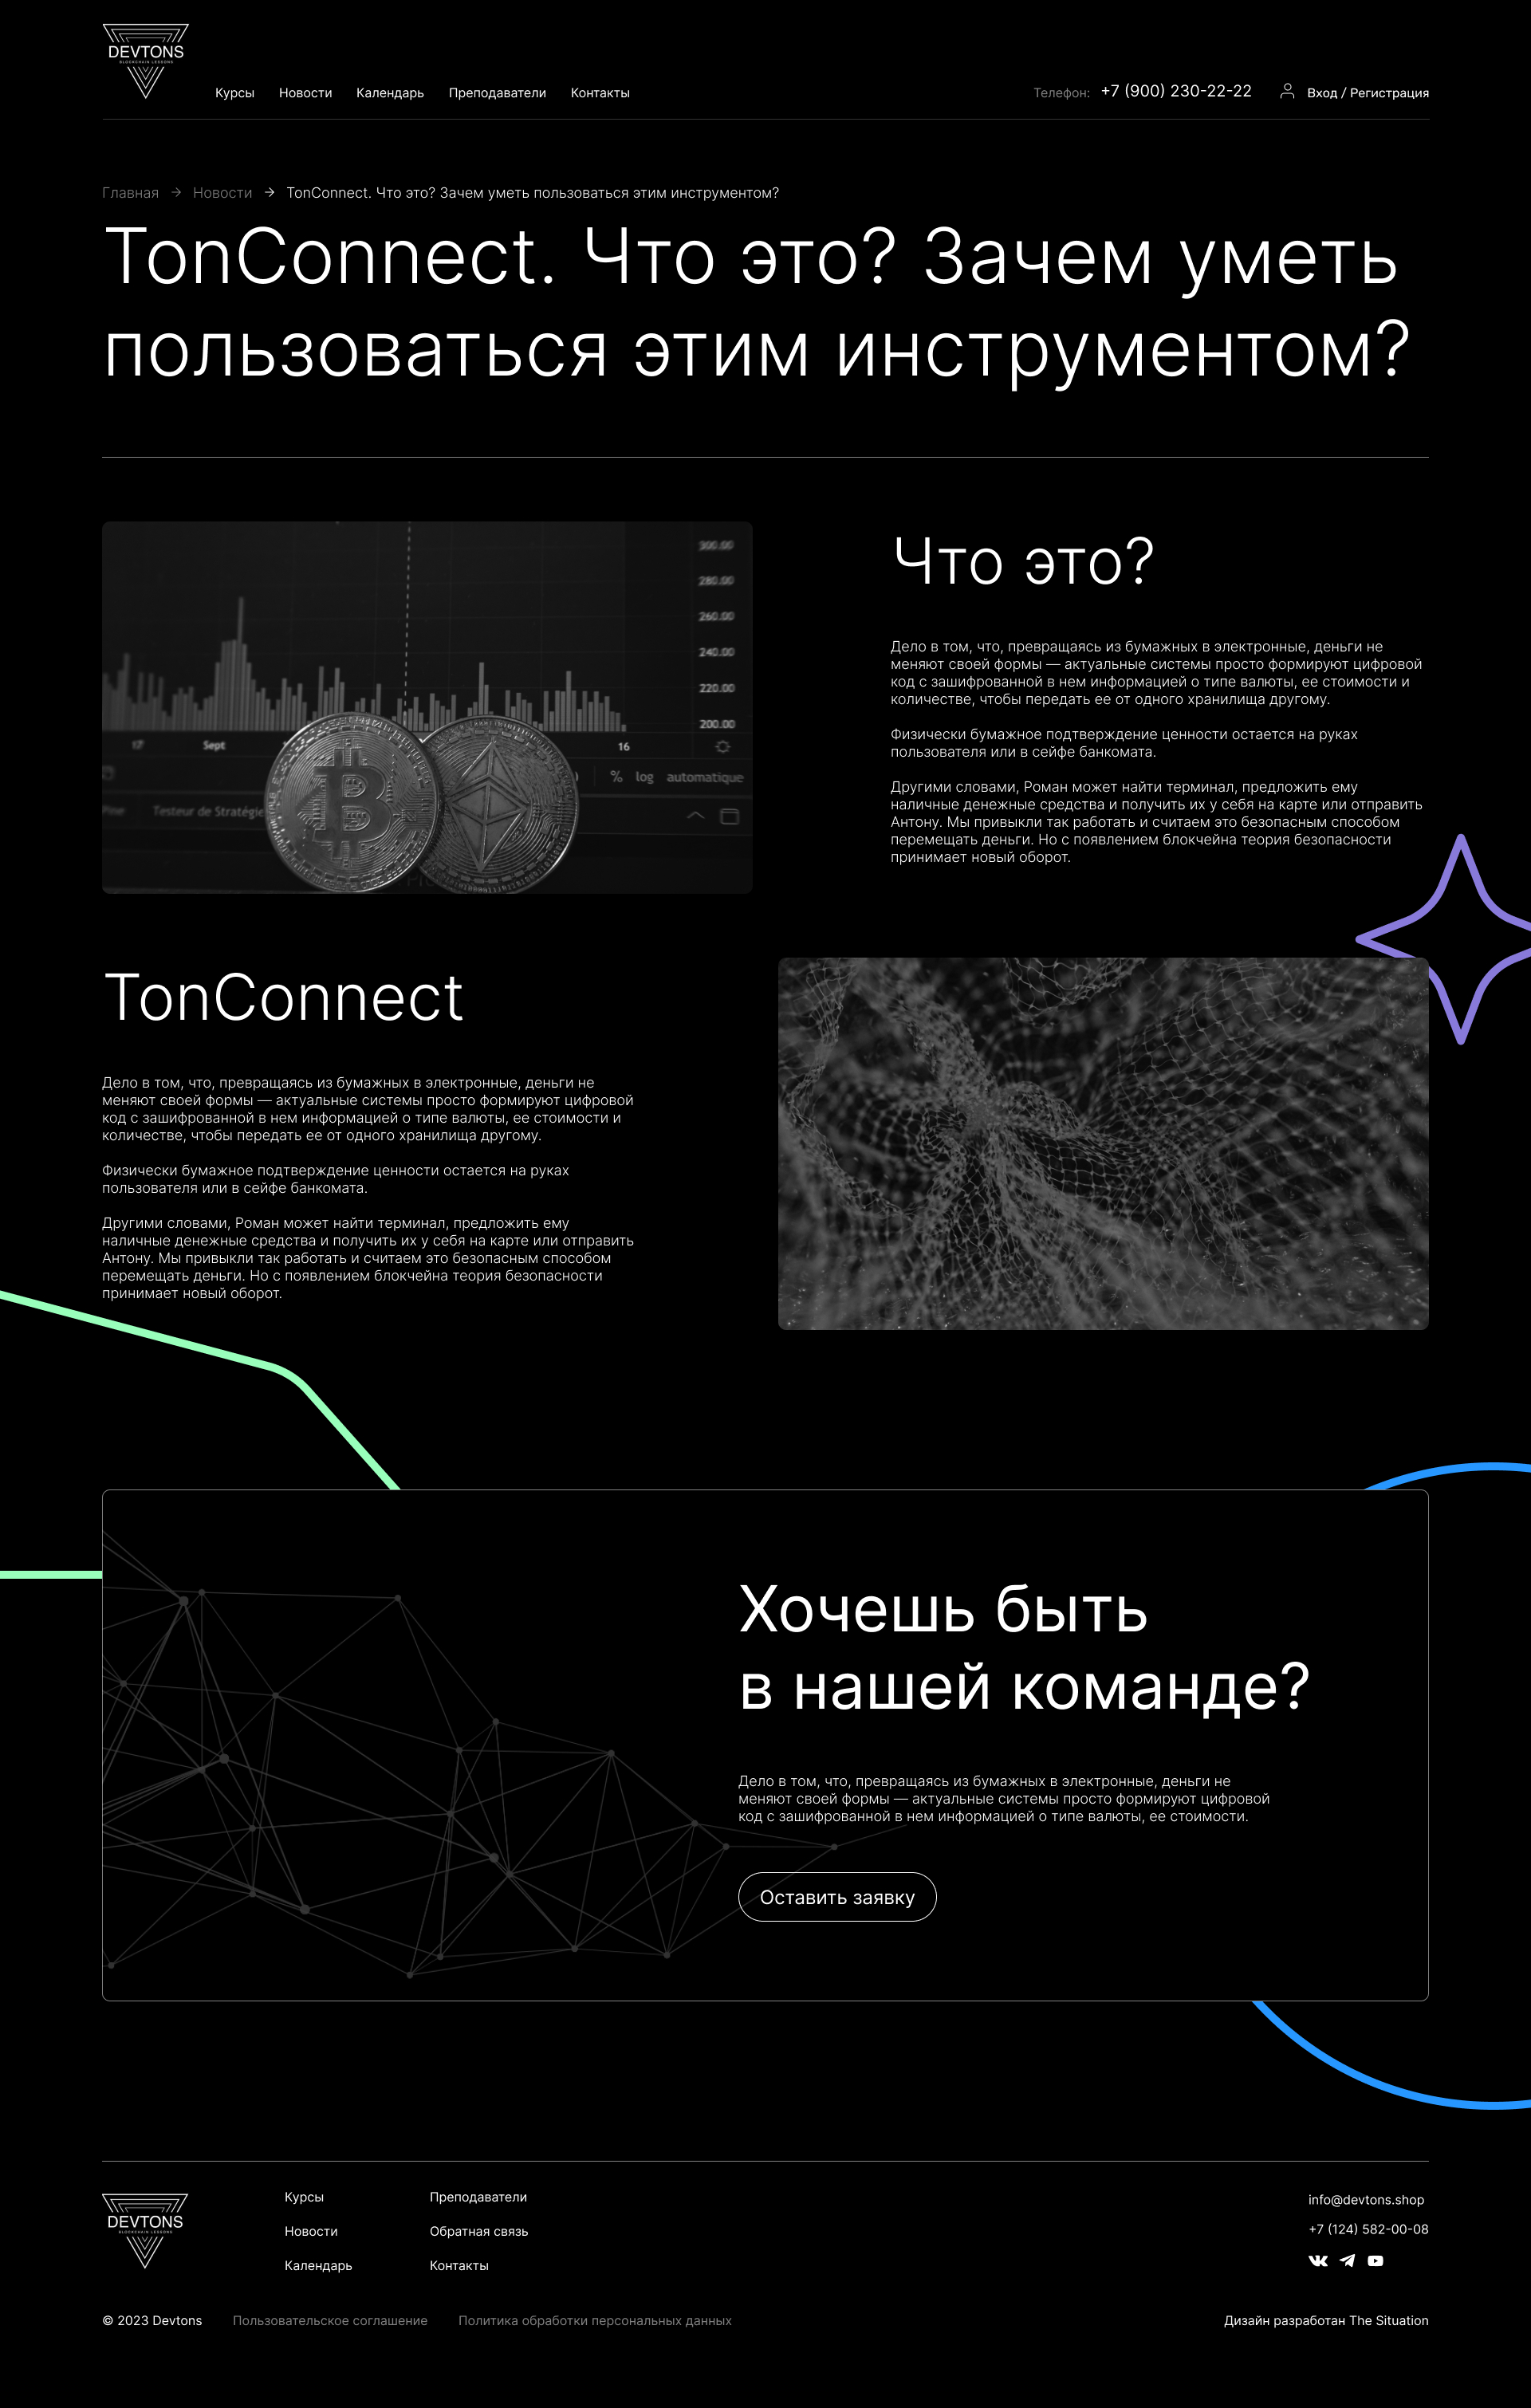 DEVTONS
BLOCKCHAIN LESSONS
Курсы Новости Календарь Преподаватели Контакты
Телефон: +7 (900) 230-22-22 Вход / Регистрация
Главная → Новости → TonConnect. Что это? Зачем уметь пользоваться этим инструментом?
TonConnect. Что это? Зачем уметь
пользоваться этим инструментом?
300.00
280.00
260.00
240.00
220.00
200.00
17 Sept 16
% log automatique
Testeur de Stratégie
Что это?
Дело в том, что, превращаясь из бумажных в электронные, деньги не
меняют своей формы — актуальные системы просто формируют цифровой
код с зашифрованной в нем информацией о типе валюты, ее стоимости и
количестве, чтобы передать ее от одного хранилища другому.
Физически бумажное подтверждение ценности остается на руках
пользователя или в сейфе банкомата.
Другими словами, Роман может найти терминал, предложить ему
наличные денежные средства и получить их у себя на карте или отправить
Антону. Мы привыкли так работать и считаем это безопасным способом
перемещать деньги. Но с появлением блокчейна теория безопасности
принимает новый оборот.
TonConnect
Дело в том, что, превращаясь из бумажных в электронные, деньги не
меняют своей формы — актуальные системы просто формируют цифровой
код с зашифрованной в нем информацией о типе валюты, ее стоимости и
количестве, чтобы передать ее от одного хранилища другому.
Физически бумажное подтверждение ценности остается на руках
пользователя или в сейфе банкомата.
Другими словами, Роман может найти терминал, предложить ему
наличные денежные средства и получить их у себя на карте или отправить
Антону. Мы привыкли так работать и считаем это безопасным способом
перемещать деньги. Но с появлением блокчейна теория безопасности
принимает новый оборот.
Хочешь быть
в нашей команде?
Дело в том, что, превращаясь из бумажных в электронные, деньги не
меняют своей формы — актуальные системы просто формируют цифровой
код с зашифрованной в нем информацией о типе валюты, ее стоимости.
Оставить заявку
DEVTONS
BLOCKCHAIN LESSONS
Курсы
Новости
Календарь
Преподаватели
Обратная связь
Контакты
info@devtons.shop
+7 (124) 582-00-08
© 2023 Devtons Пользовательское соглашение Политика обработки персональных данных Дизайн разработан The Situation